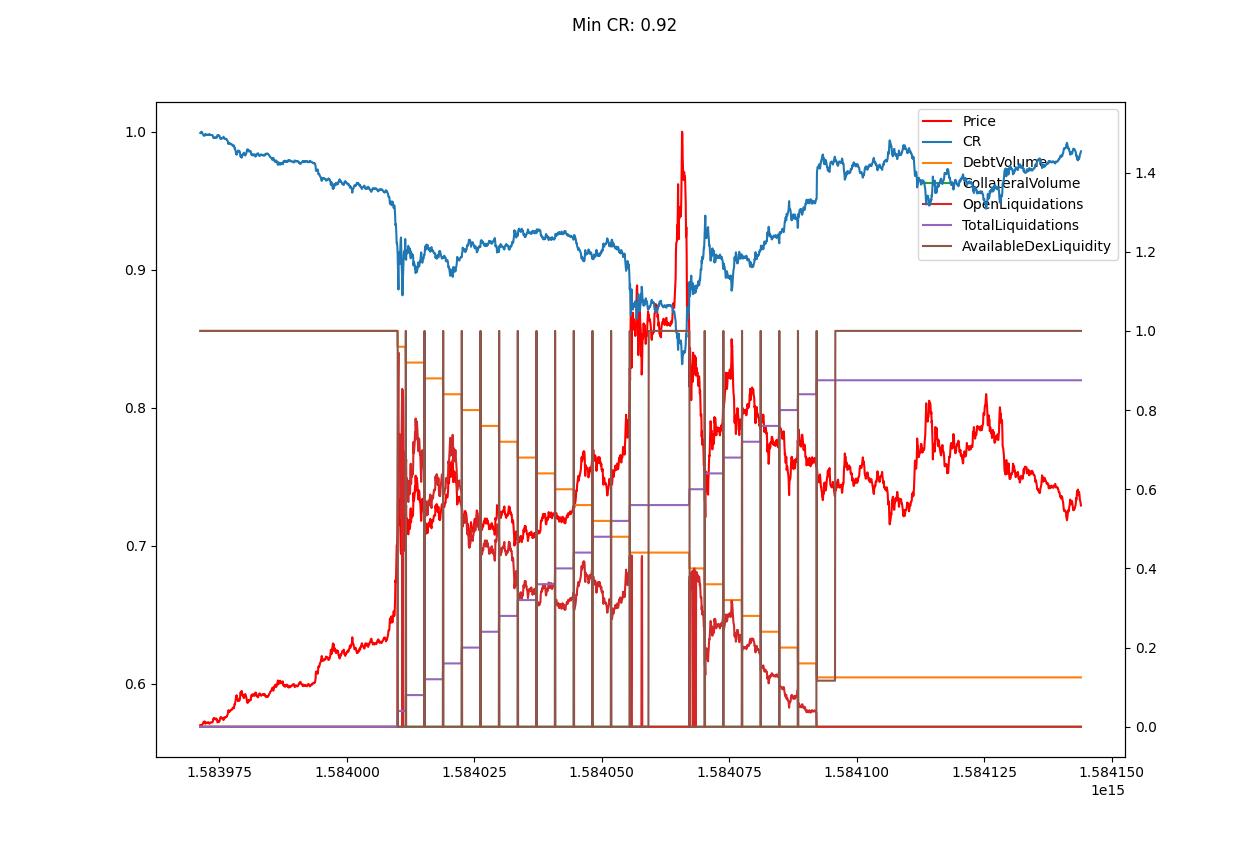 Min CR: 0.92
1.0
0.9
0.8
0.7
0.6
Price
CR
DebtVolume
CollateralVolume
OpenLiquidations
TotalLiquidations
AvailableDexLiquidity
1.4
1.2
1.0
0.8
0.6
0.4
0.2
0.0
1.583975 1.584000 1.584025 1.584050 1.584075 1.584100 1.584125 1.584150
1e15